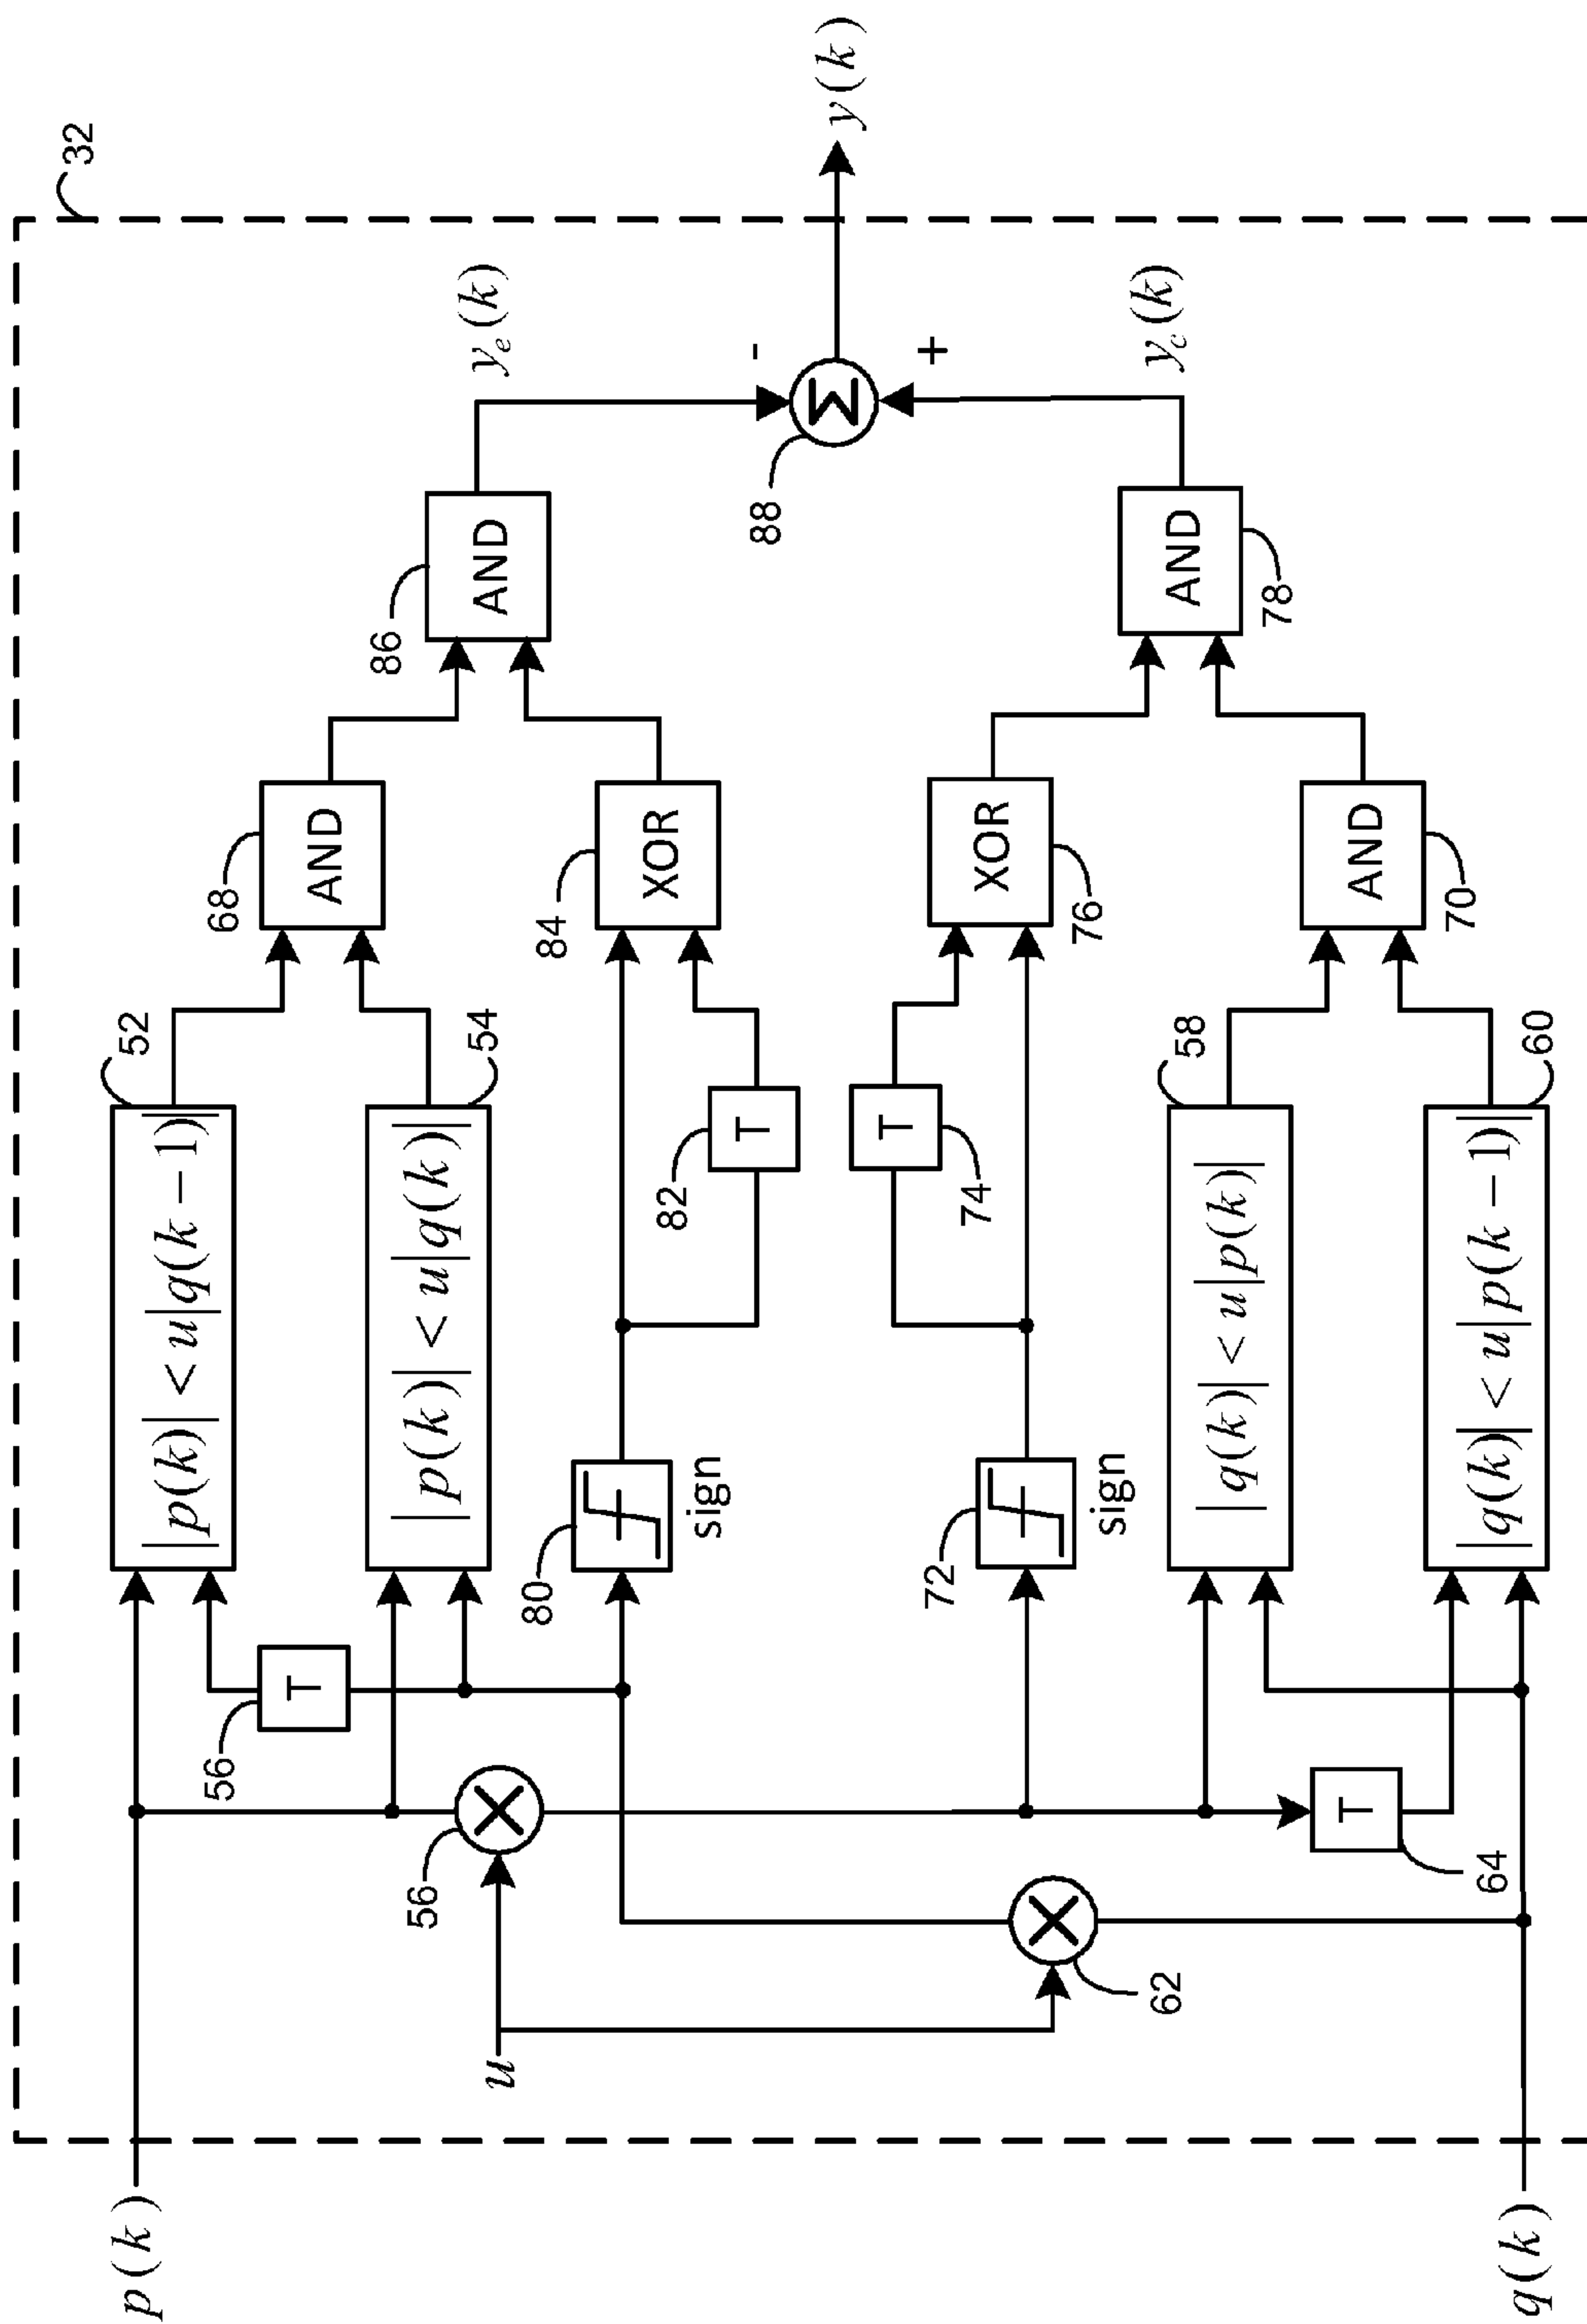 32
p(k)
q(k)
u
56
62
56
64
52
|p(k)| < u|q(k − 1)|
54
|p(k)| < u|q(k)|
T
T
80
sign
72
sign
58
|q(k)| < u|p(k)|
60
|q(k)| < u|p(k − 1)|
82
T
74
T
68
AND
84
XOR
76
XOR
70
AND
86
AND
78
AND
yₑ(k)
-
88
Σ
+
y_c(k)
y(k)